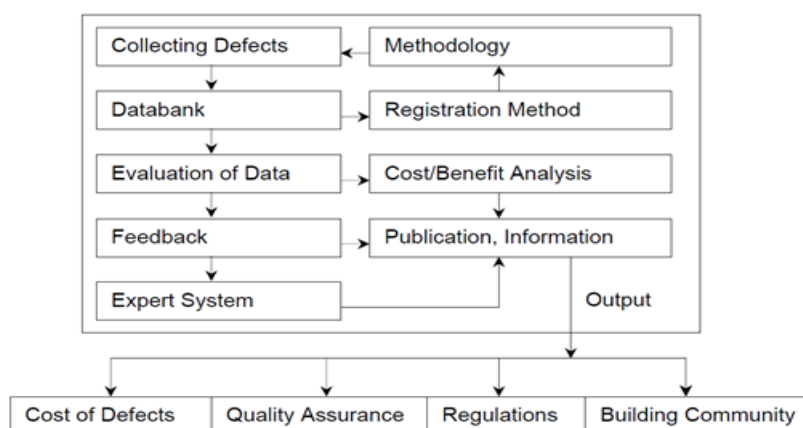 Collecting Defects
Methodology
Databank
Registration Method
Evaluation of Data
Cost/Benefit Analysis
Feedback
Publication, Information
Expert System
Output
Cost of Defects
Quality Assurance
Regulations
Building Community